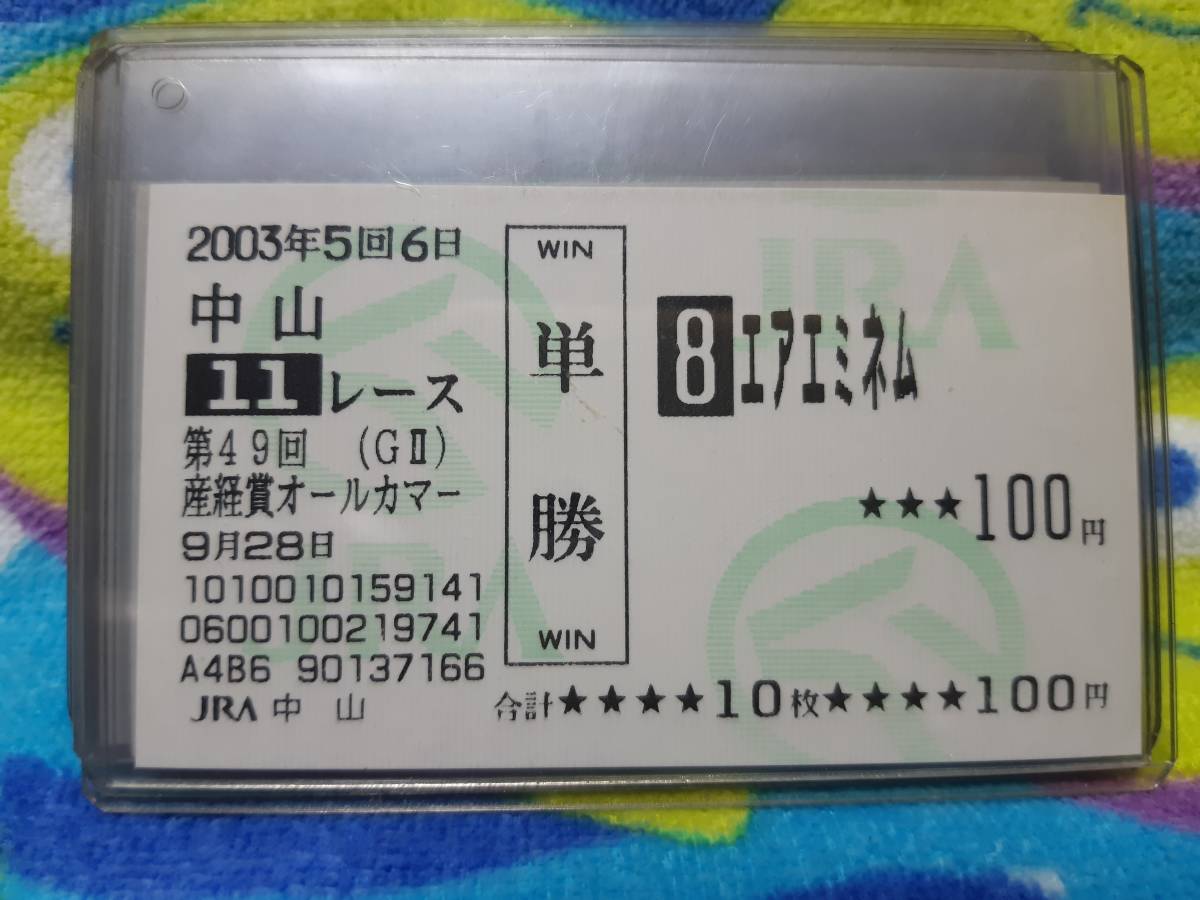 2003年5回6日
中山
11レース
第49回 (GⅡ)
産経賞オールカマー
9月28日
1010010159141
0600100219741
A4B6 90137166
JRA 中 山
WIN
単勝
WIN
8 エアエミネム
★★★100円
合計★★★★10枚★★★★100円
JRA
JRA